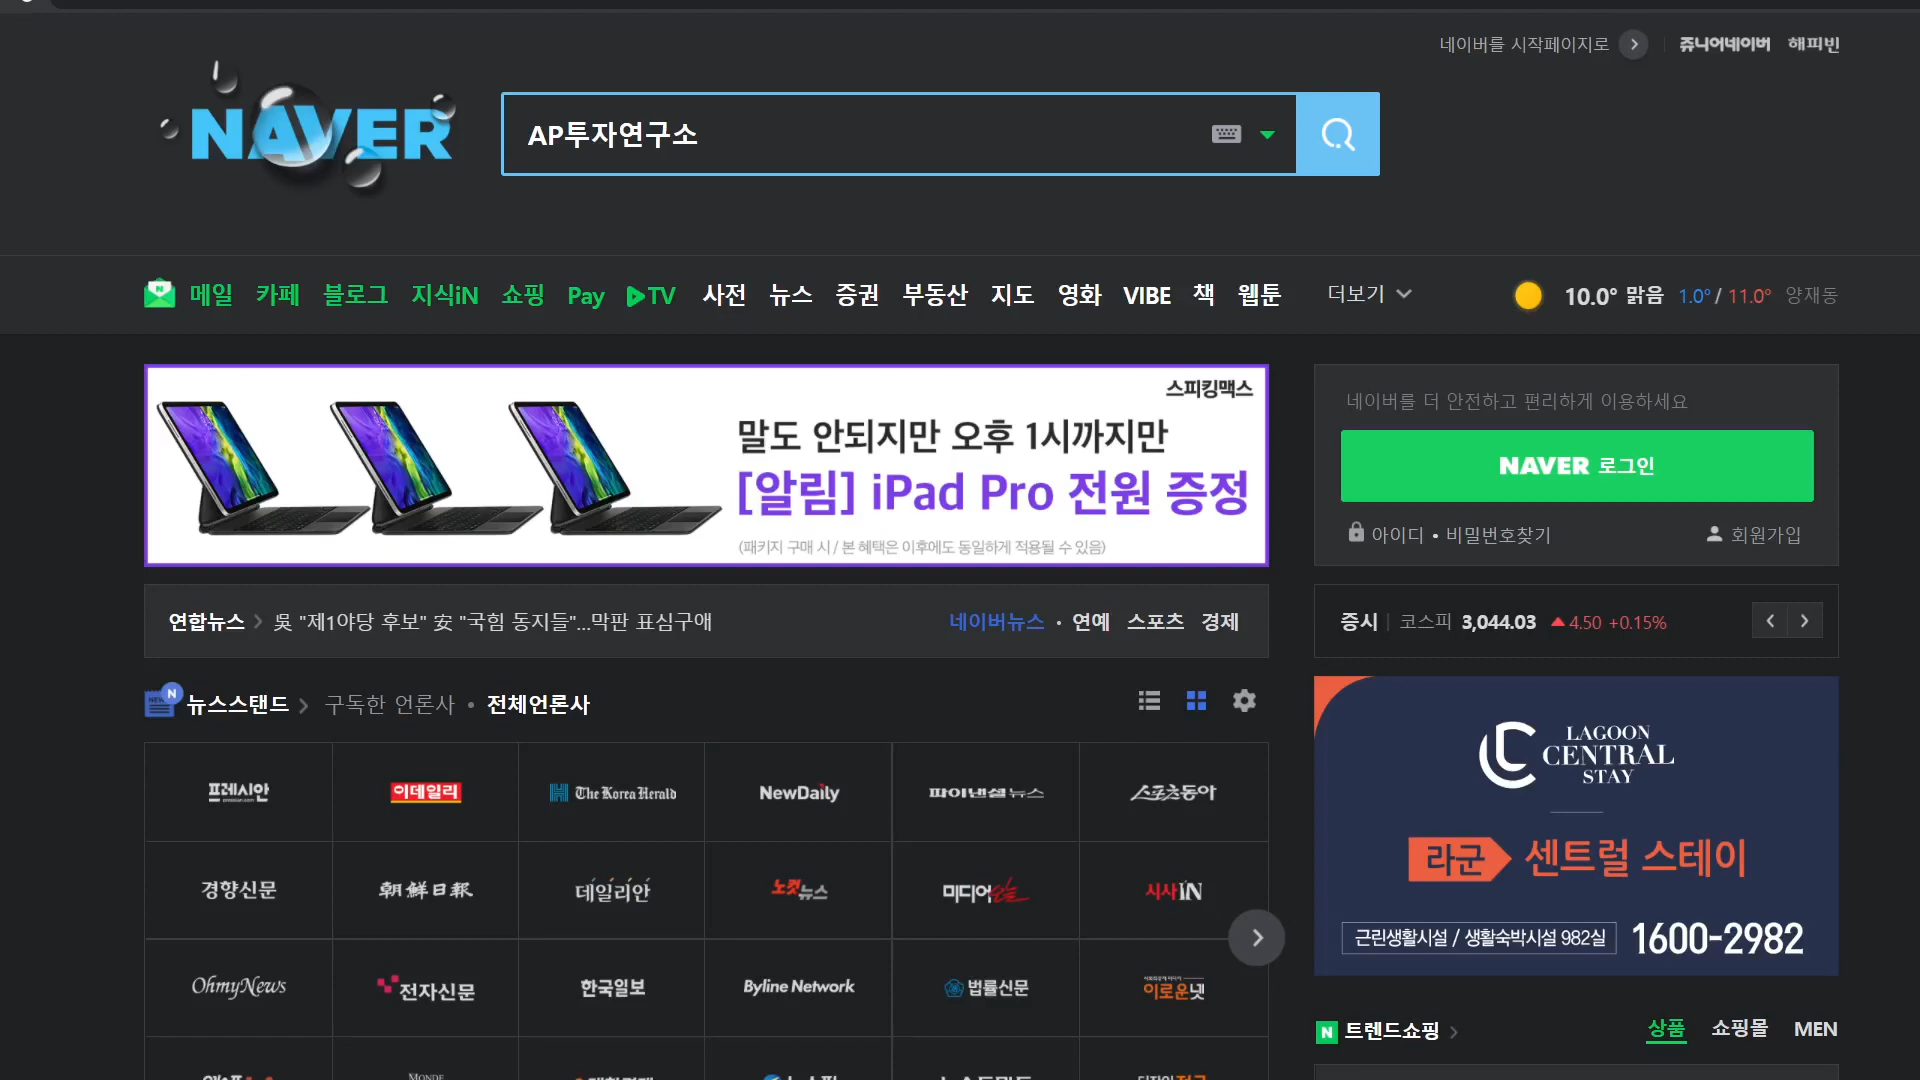 네이버를 시작페이지로
쥬니어네이버 해피빈
NAVER
AP투자연구소
메일 카페 블로그 지식iN 쇼핑 Pay TV 사전 뉴스 증권 부동산 지도 영화 VIBE 책 웹툰 더보기
10.0° 맑음 1.0° / 11.0° 양재동
스피킹맥스
말도 안되지만 오후 1시까지만
[알림] iPad Pro 전원 증정
(패키지 구매 시 / 본 혜택은 이후에도 동일하게 적용될 수 있음)
네이버를 더 안전하고 편리하게 이용하세요
NAVER 로그인
아이디 • 비밀번호찾기 회원가입
연합뉴스 吳 "제1야당 후보" 安 "국힘 동지들"...막판 표심구애
네이버뉴스 • 연예 스포츠 경제
증시 코스피 3,044.03 ▲ 4.50 +0.15%
N
뉴스스탠드 구독한 언론사 • 전체언론사
프레시안 이데일리 The Korea Herald NewDaily 파이낸셜뉴스 스포츠동아
경향신문 朝鮮日報 데일리안 노컷뉴스 미디어오늘 시사IN
OhmyNews 전자신문 한국일보 Byline Network 법률신문 이로운넷
MONDE
LAGOON
CENTRAL
STAY
라군 센트럴 스테이
근린생활시설 / 생활숙박시설 982실 1600-2982
N 트렌드쇼핑 상품 쇼핑몰 MEN